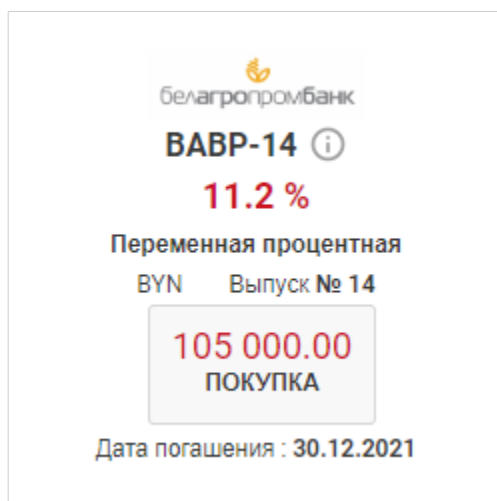 белагропромбанк
BABP-14
11.2 %
Переменная процентная
BYN Выпуск № 14
105 000.00
ПОКУПКА
Дата погашения : 30.12.2021